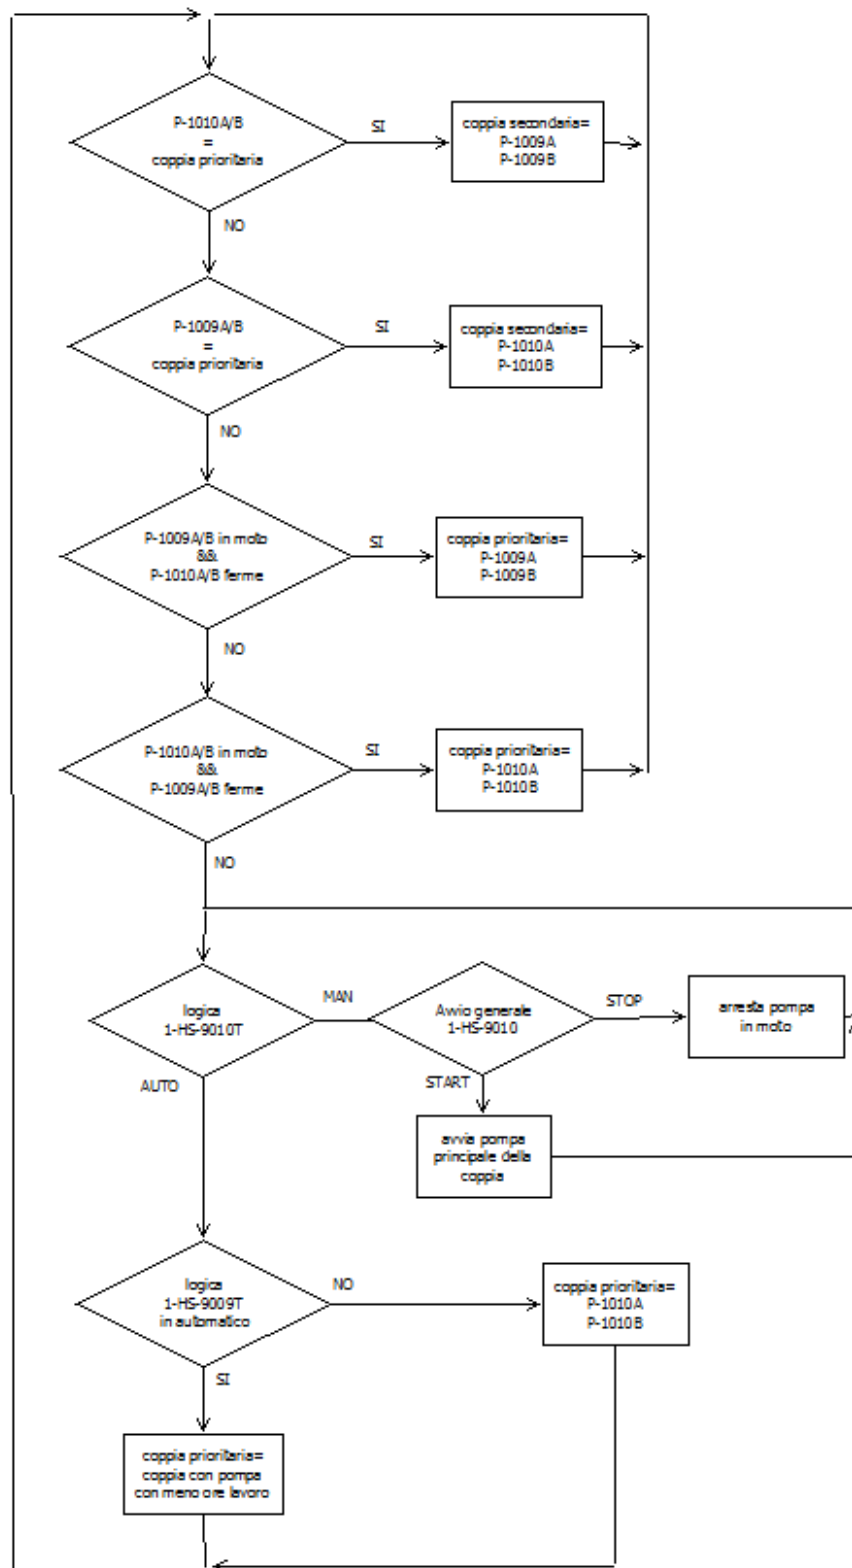 P-1010A/B
=
coppia prioritaria
SI
coppia secondaria=
P-1009A
P-1009B
NO
P-1009A/B
=
coppia prioritaria
SI
coppia secondaria=
P-1010A
P-1010B
NO
P-1009A/B in moto
&&
P-1010A/B ferme
SI
coppia prioritaria=
P-1009A
P-1009B
NO
P-1010A/B in moto
&&
P-1009A/B ferme
SI
coppia prioritaria=
P-1010A
P-1010B
NO
logica
1-HS-9010T
MAN
Avvio generale
1-HS-9010
STOP
arresta pompa
in moto
AUTO
START
avvia pompa
principale della
coppia
logica
1-HS-9009T
in automatico
NO
coppia prioritaria=
P-1010A
P-1010B
SI
coppia prioritaria=
coppia con pompa
con meno ore lavoro